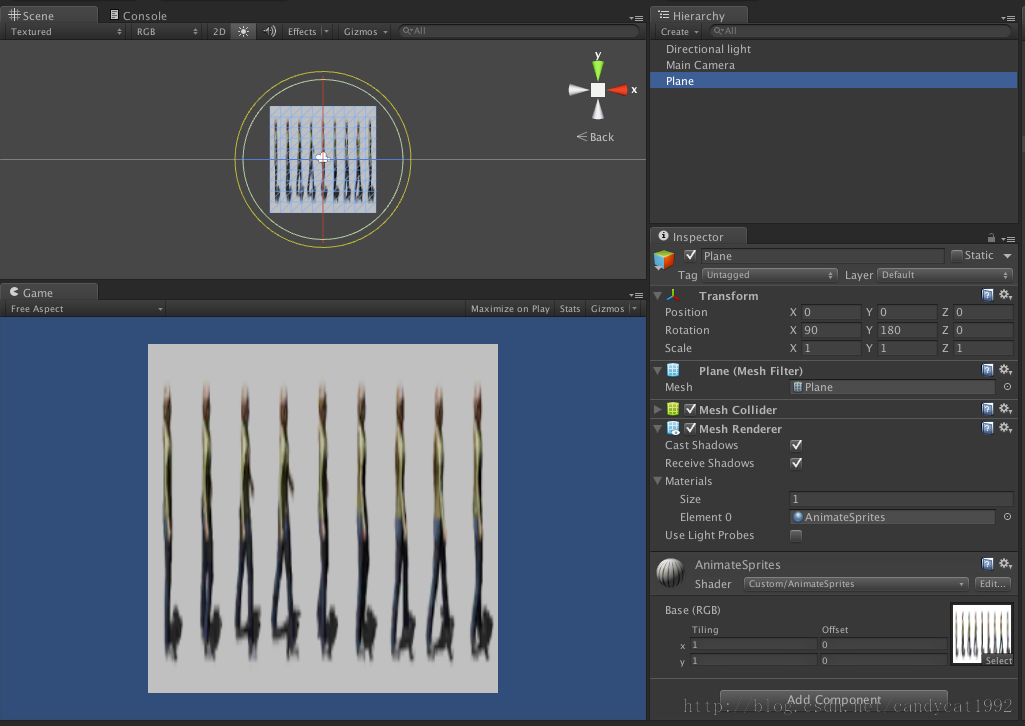 Scene
Console
Textured
RGB
2D
Effects
Gizmos
All
y
x
Back
Game
Free Aspect
Maximize on Play
Stats
Gizmos
Hierarchy
Create
All
Directional light
Main Camera
Plane
Inspector
Plane
Static
Tag Untagged
Layer Default
Transform
Position X 0 Y 0 Z 0
Rotation X 90 Y 180 Z 0
Scale X 1 Y 1 Z 1
Plane (Mesh Filter)
Mesh Plane
Mesh Collider
Mesh Renderer
Cast Shadows
Receive Shadows
Materials
Size 1
Element 0 AnimateSprites
Use Light Probes
AnimateSprites
Shader Custom/AnimateSprites Edit...
Base (RGB)
Tiling Offset
x 1 0
y 1 0
Select
Add Component
http://blog.csdn.net/candycat1992